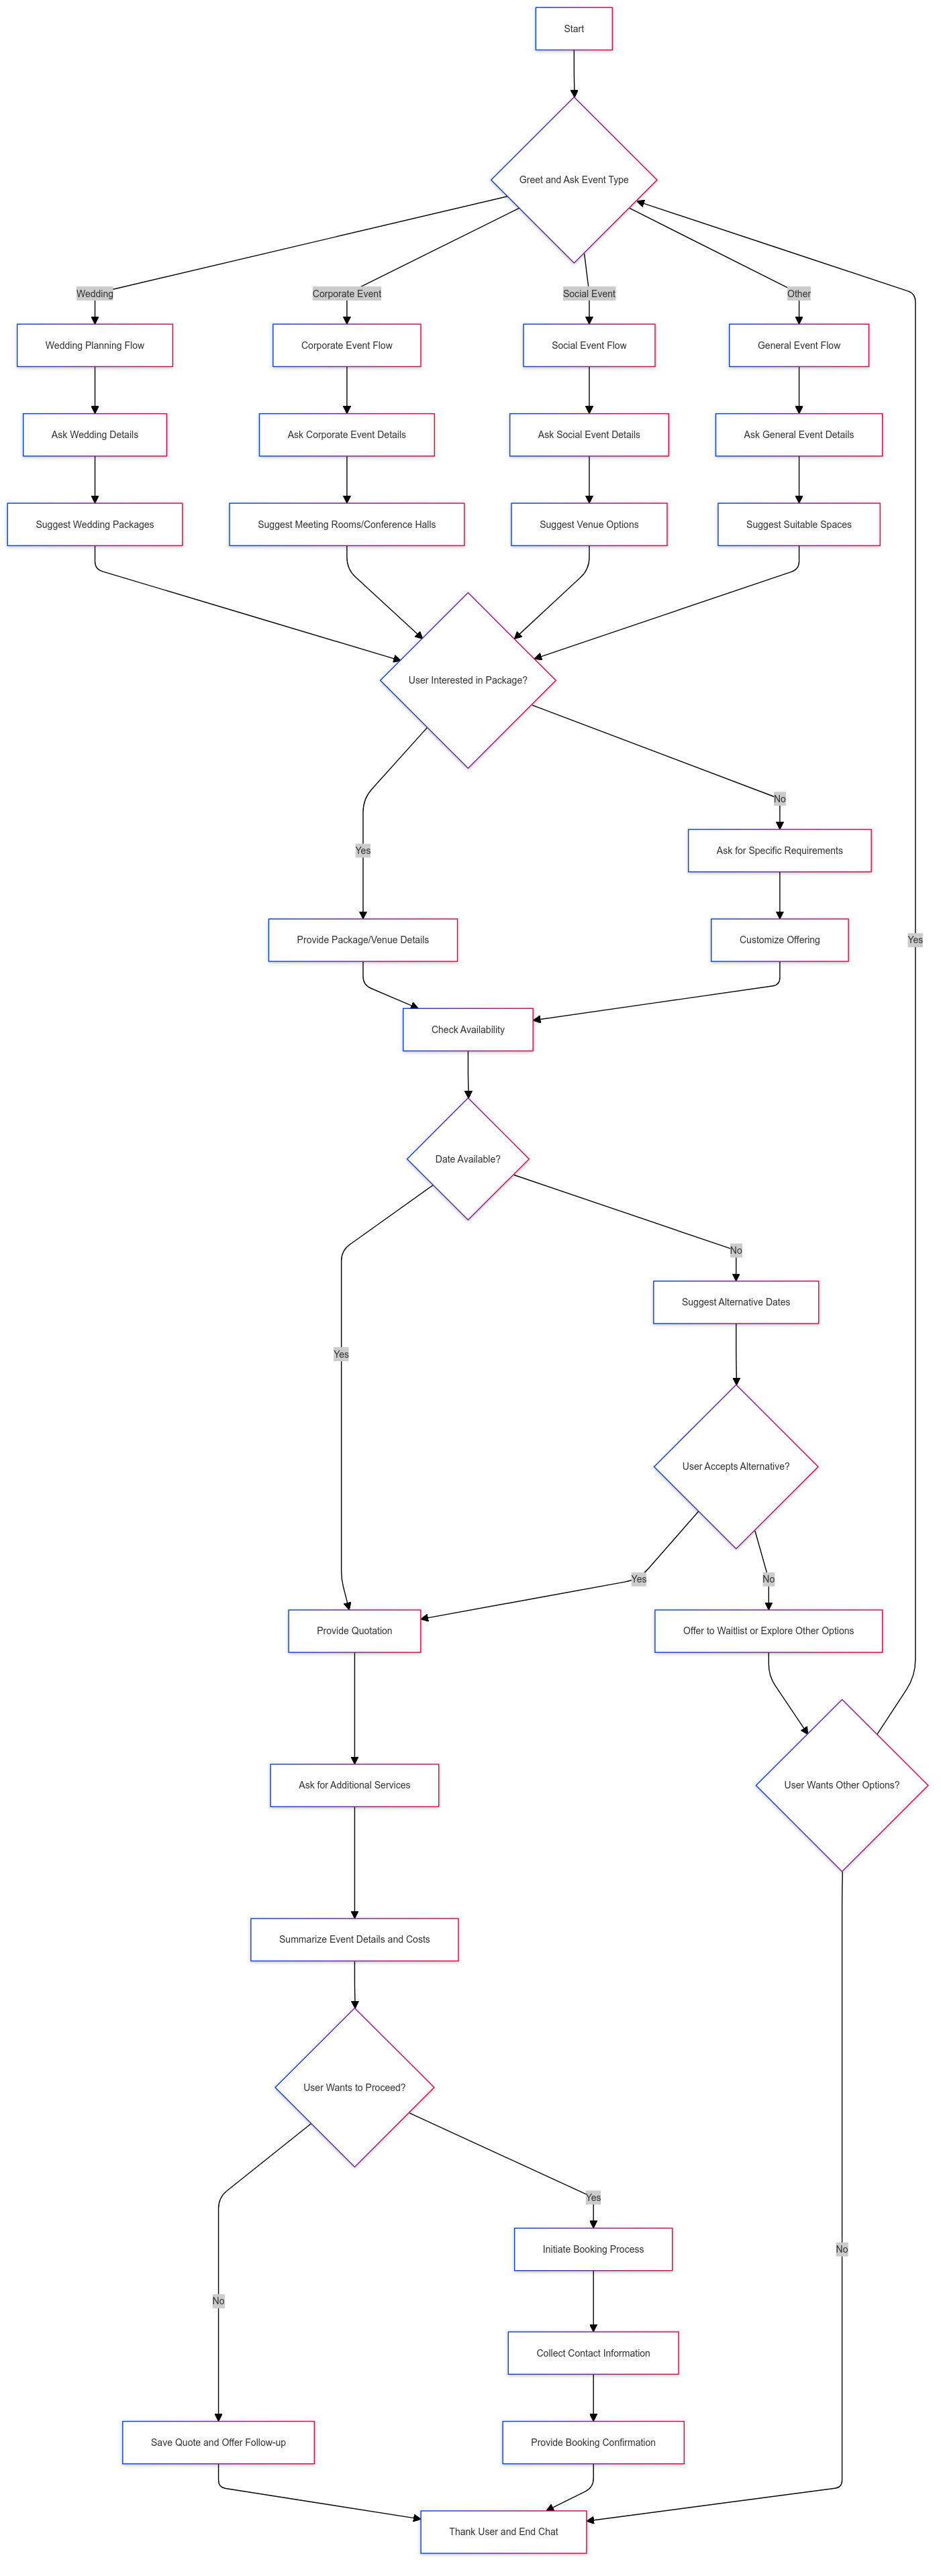 Start
Greet and Ask Event Type
Wedding
Corporate Event
Social Event
Other
Wedding Planning Flow
Corporate Event Flow
Social Event Flow
General Event Flow
Ask Wedding Details
Ask Corporate Event Details
Ask Social Event Details
Ask General Event Details
Suggest Wedding Packages
Suggest Meeting Rooms/Conference Halls
Suggest Venue Options
Suggest Suitable Spaces
User Interested in Package?
No
Yes
Ask for Specific Requirements
Provide Package/Venue Details
Customize Offering
Yes
Check Availability
Date Available?
No
Suggest Alternative Dates
Yes
User Accepts Alternative?
Yes
No
Provide Quotation
Offer to Waitlist or Explore Other Options
Ask for Additional Services
User Wants Other Options?
Summarize Event Details and Costs
User Wants to Proceed?
Yes
Initiate Booking Process
No
No
Collect Contact Information
Save Quote and Offer Follow-up
Provide Booking Confirmation
Thank User and End Chat